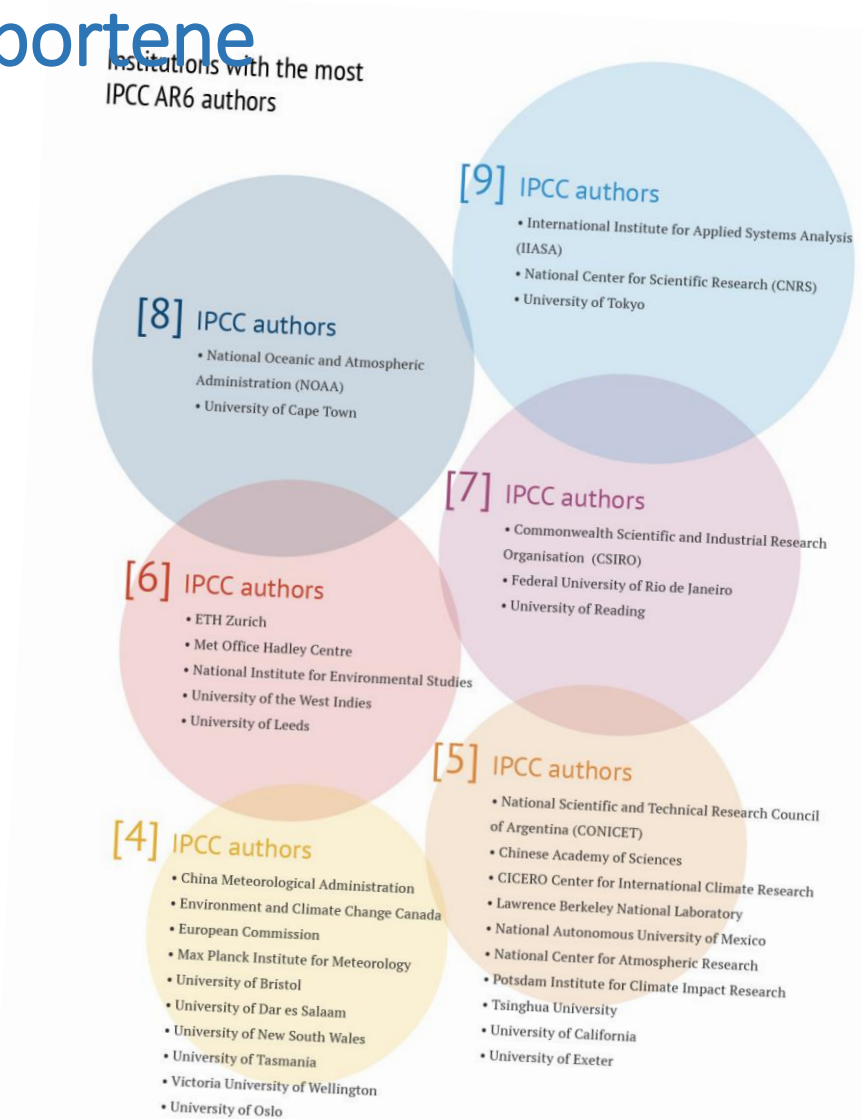 portene
Institutions with the most
IPCC AR6 authors
[9] IPCC authors
• International Institute for Applied Systems Analysis
(IIASA)
• National Center for Scientific Research (CNRS)
• University of Tokyo
[8] IPCC authors
• National Oceanic and Atmospheric
Administration (NOAA)
• University of Cape Town
[7] IPCC authors
• Commonwealth Scientific and Industrial Research
Organisation (CSIRO)
• Federal University of Rio de Janeiro
• University of Reading
[6] IPCC authors
• ETH Zurich
• Met Office Hadley Centre
• National Institute for Environmental Studies
• University of the West Indies
• University of Leeds
[5] IPCC authors
• National Scientific and Technical Research Council
of Argentina (CONICET)
• Chinese Academy of Sciences
• CICERO Center for International Climate Research
• Lawrence Berkeley National Laboratory
• National Autonomous University of Mexico
• National Center for Atmospheric Research
• Potsdam Institute for Climate Impact Research
• Tsinghua University
• University of California
• University of Exeter
[4] IPCC authors
• China Meteorological Administration
• Environment and Climate Change Canada
• European Commission
• Max Planck Institute for Meteorology
• University of Bristol
• University of Dar es Salaam
• University of New South Wales
• University of Tasmania
• Victoria University of Wellington
• University of Oslo